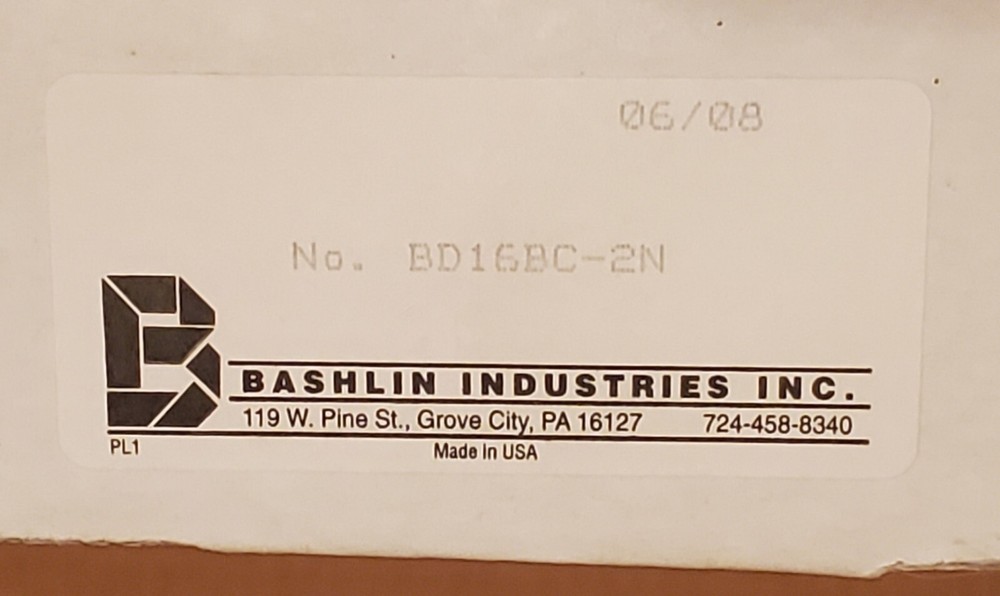 06/08
No. BD16BC-2N
BASHLIN INDUSTRIES INC.
119 W. Pine St., Grove City, PA 16127 724-458-8340
PL1 Made In USA